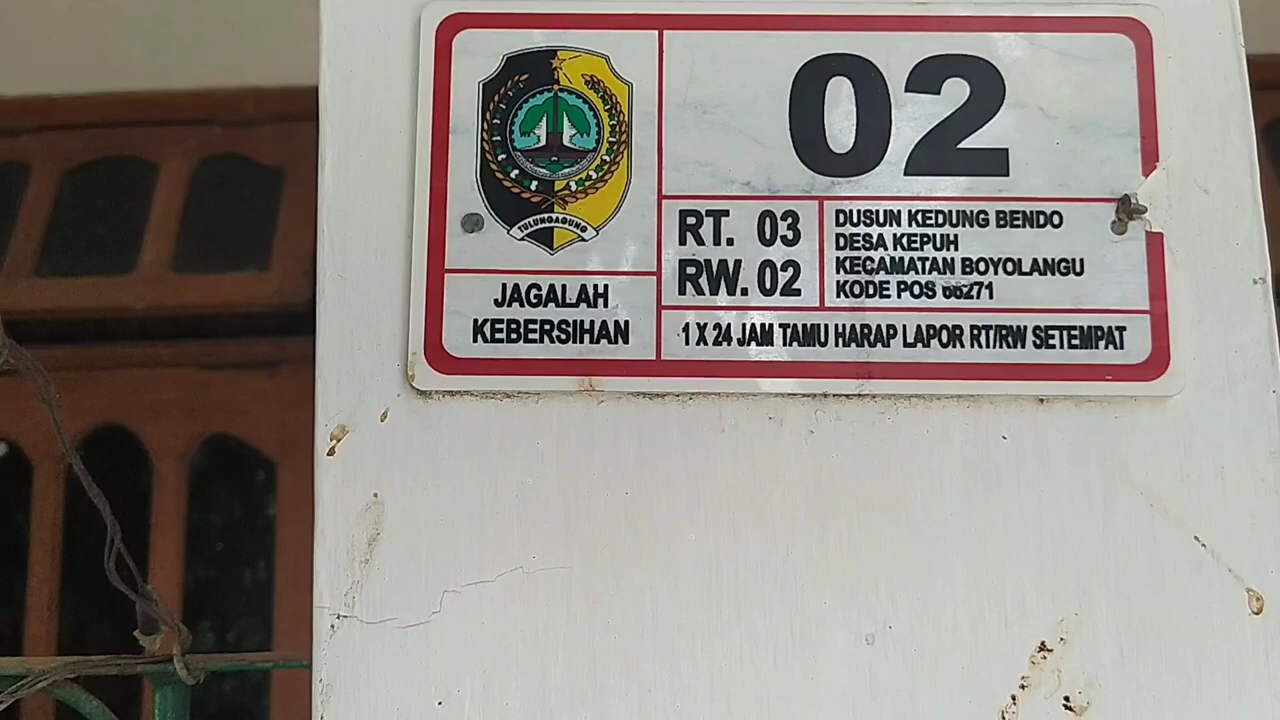 02
TULUNGAGUNG
RT. 03
RW. 02
DUSUN KEDUNG BENDO
DESA KEPUH
KECAMATAN BOYOLANGU
KODE POS 66271
JAGALAH
KEBERSIHAN
1 X 24 JAM TAMU HARAP LAPOR RT/RW SETEMPAT